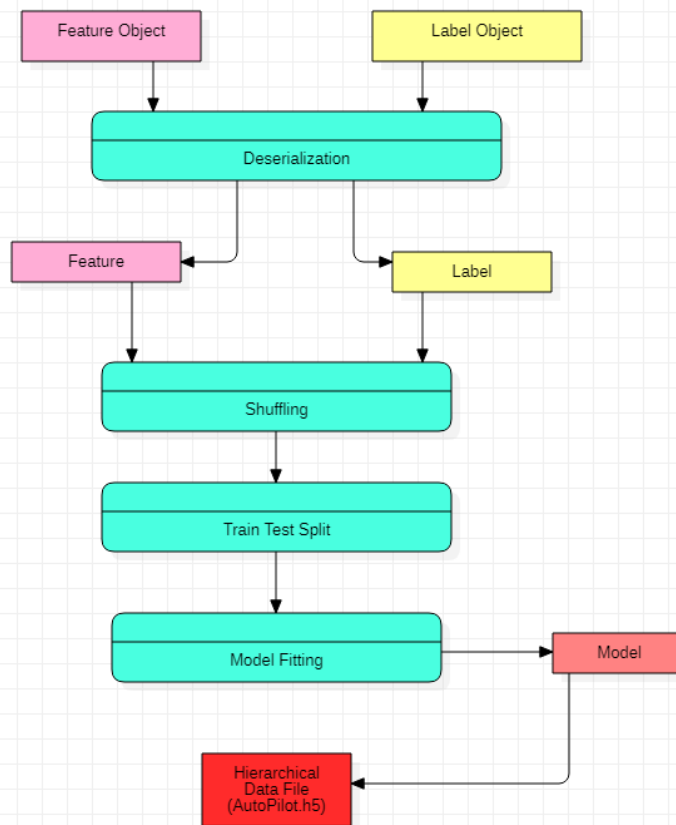 Feature Object
Label Object
Deserialization
Feature
Label
Shuffling
Train Test Split
Model Fitting
Model
Hierarchical
Data File
(AutoPilot.h5)